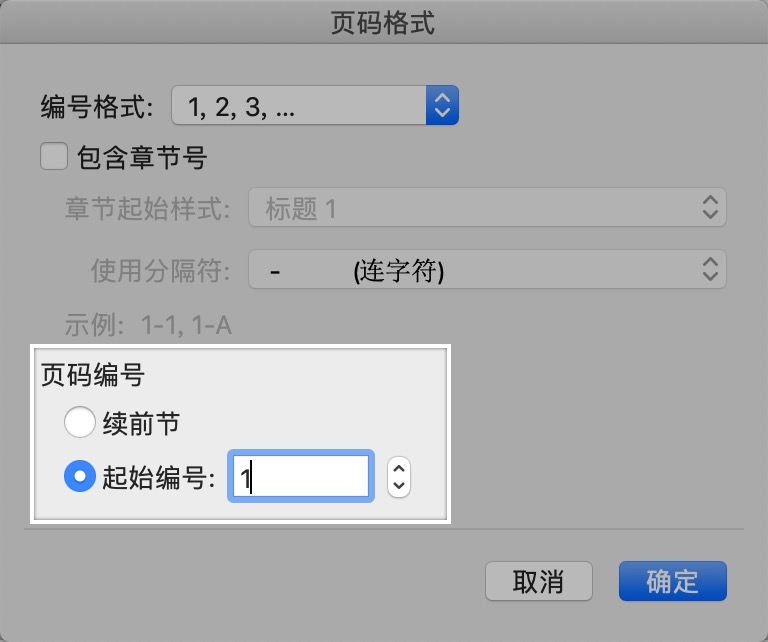 页码格式
编号格式: 1, 2, 3, ...
包含章节号
章节起始样式: 标题 1
使用分隔符: - (连字符)
示例: 1-1, 1-A
页码编号
续前节
起始编号: 1
取消 确定